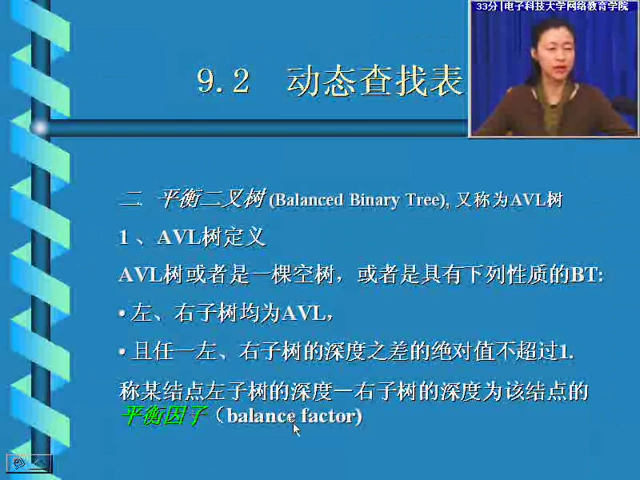 33分|电子科技大学网络教育学院
9.2 动态查找表
二 平衡二叉树 (Balanced Binary Tree), 又称为AVL树
1、AVL树定义
AVL树或者是一棵空树，或者是具有下列性质的BT:
• 左、右子树均为AVL，
• 且任一左、右子树的深度之差的绝对值不超过1.
称某结点左子树的深度—右子树的深度为该结点的
平衡因子（balance factor)